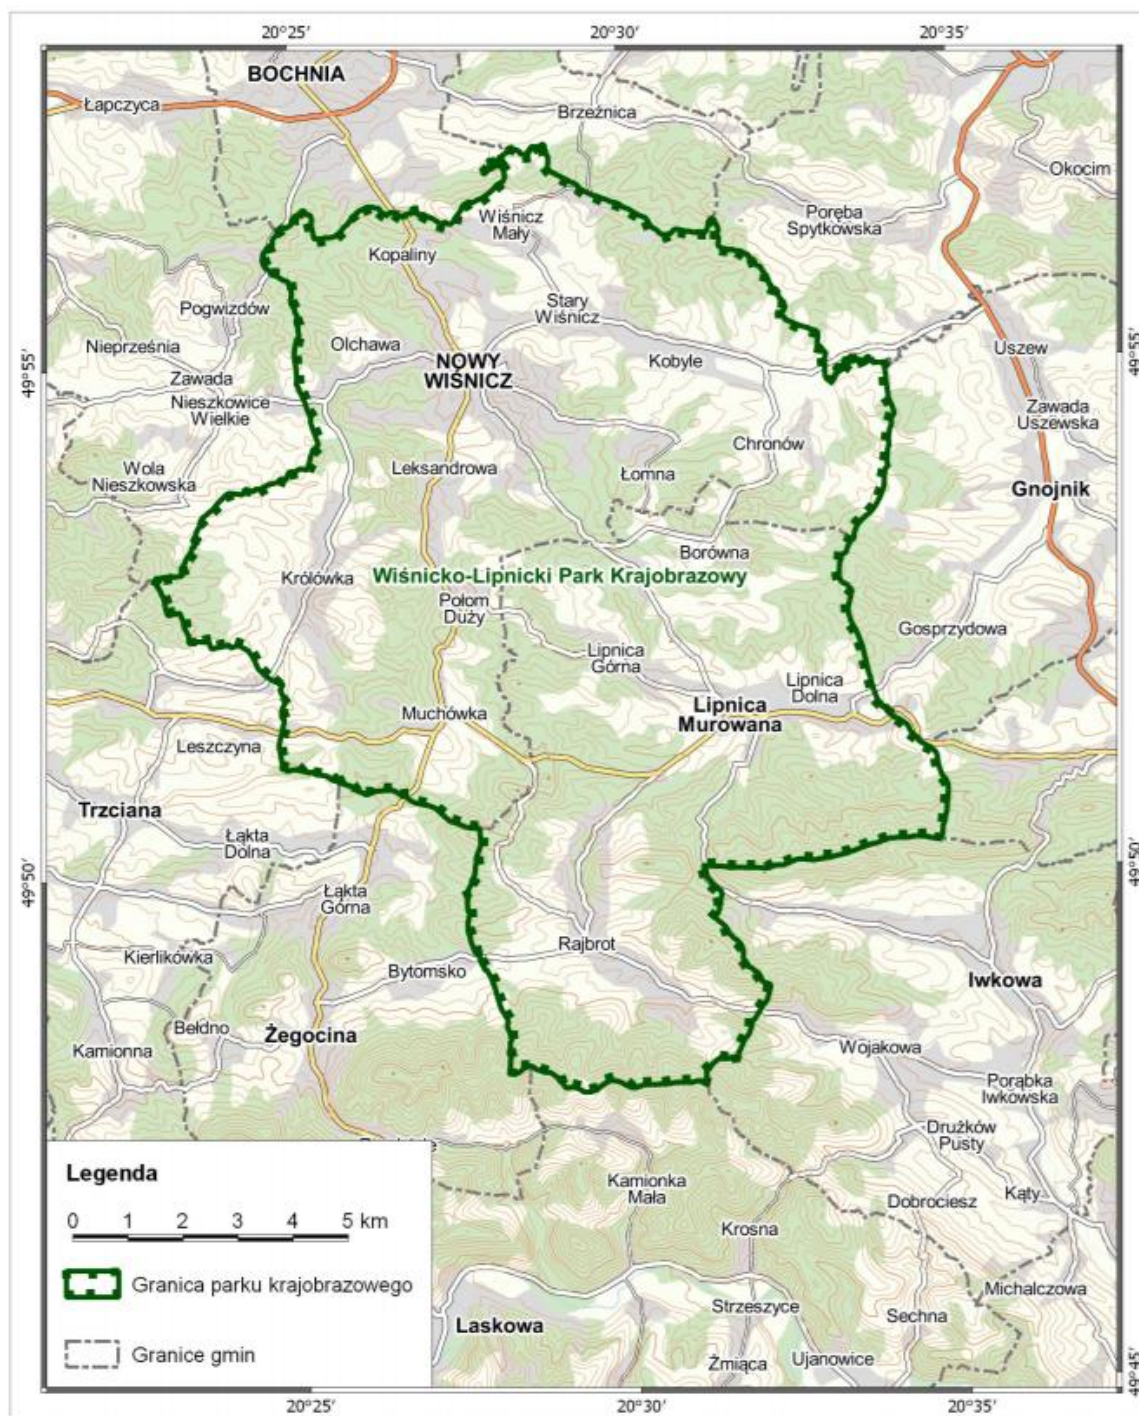 20°25′
20°30′
20°35′
BOCHNIA
Łapczyca
Brzeźnica
Okocim
Wiśnicz
Mały
Poręba
Spytkowska
Kopaliny
Pogwizdów
Stary
Wiśnicz
49°55′
Nieprześnia
Olchawa
NOWY
WIŚNICZ
Kobyle
Uszew
49°55′
Zawada
Nieszkowice
Wielkie
Zawada
Uszewska
Chronów
Wola
Nieszkowska
Leksandrowa
Łomna
Gnojnik
Borówna
Królówka
Wiśnicko-Lipnicki Park Krajobrazowy
Połom
Duży
Gosprzydowa
Lipnica
Górna
Lipnica
Dolna
Muchówka
Lipnica
Murowana
Leszczyna
Trzciana
Łąkta
Dolna
49°50′
49°50′
Łąkta
Górna
Kierlikówka
Rajbrot
Bytomsko
Iwkowa
Bełdno
Żegocina
Kamionna
Wojakowa
Porąbka
Iwkowska
Drużków
Pusty
Kamionka
Mała
Dobrociesz
Kąty
Krosna
Michalczowa
Strzeszyce
Sechna
Laskowa
Żmiąca
Ujanowice
49°45′
Legenda
0 1 2 3 4 5 km
Granica parku krajobrazowego
Granice gmin
20°25′
20°30′
20°35′